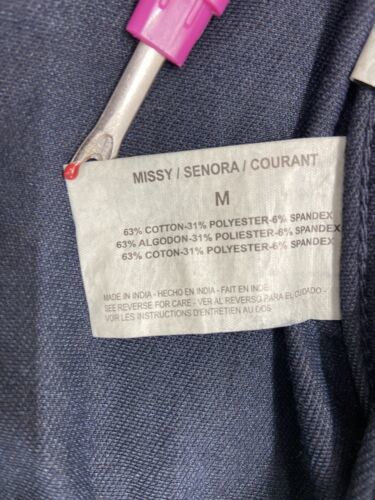 MISSY / SENORA / COURANT
M
63% COTTON-31% POLYESTER-6% SPANDEX
63% ALGODON-31% POLIESTER-6% SPANDEX
63% COTON-31% POLYESTER-6% SPANDEX
MADE IN INDIA - HECHO EN INDIA - FAIT EN INDE
SEE REVERSE FOR CARE - VER AL REVERSO PARA EL CUIDADO -
VOIR LES INSTRUCTIONS D'ENTRETIEN AU DOS